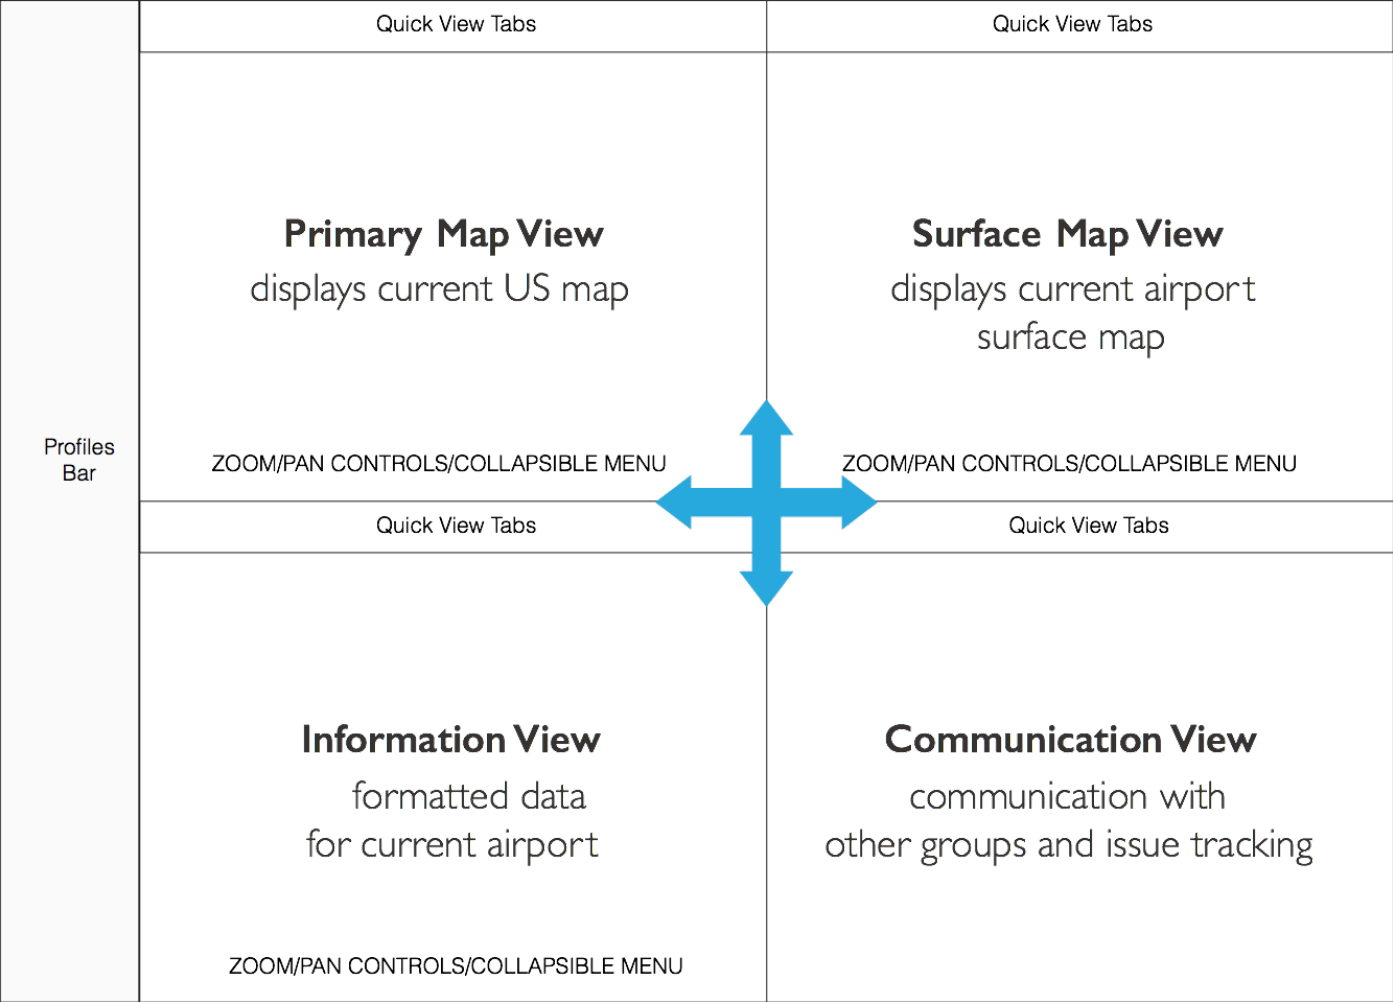 Quick View Tabs
Quick View Tabs
Primary Map View
displays current US map
Surface Map View
displays current airport
surface map
Profiles
Bar
ZOOM/PAN CONTROLS/COLLAPSIBLE MENU
ZOOM/PAN CONTROLS/COLLAPSIBLE MENU
Quick View Tabs
Quick View Tabs
Information View
formatted data
for current airport
Communication View
communication with
other groups and issue tracking
ZOOM/PAN CONTROLS/COLLAPSIBLE MENU